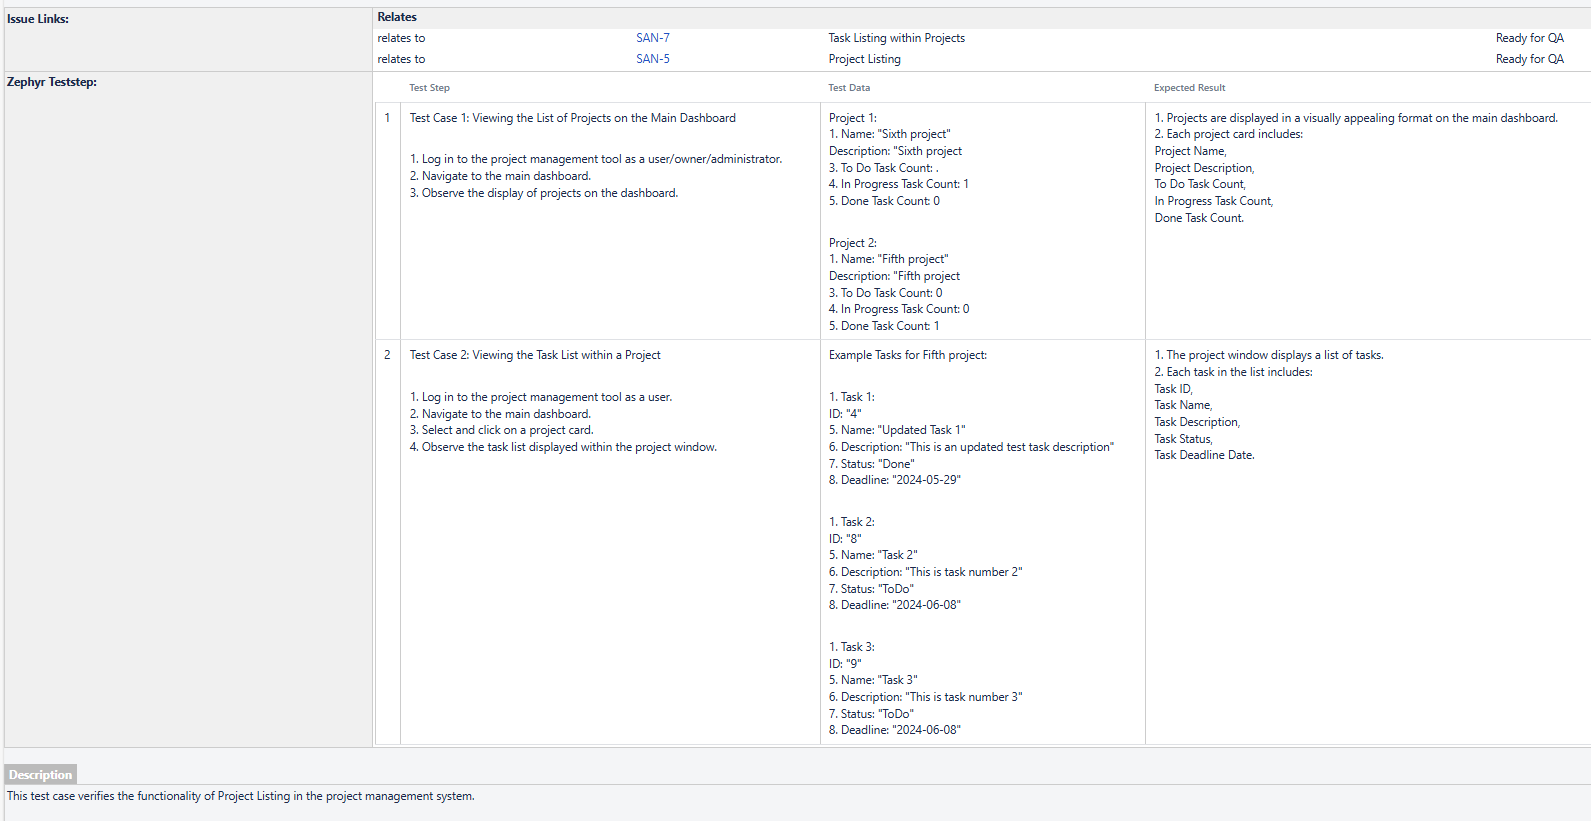 Issue Links:
Relates
relates to SAN-7 Task Listing within Projects Ready for QA
relates to SAN-5 Project Listing Ready for QA
Zephyr Teststep:
Test Step Test Data Expected Result
1
Test Case 1: Viewing the List of Projects on the Main Dashboard
1. Log in to the project management tool as a user/owner/administrator.
2. Navigate to the main dashboard.
3. Observe the display of projects on the dashboard.
Project 1:
1. Name: "Sixth project"
Description: "Sixth project
3. To Do Task Count: .
4. In Progress Task Count: 1
5. Done Task Count: 0
Project 2:
1. Name: "Fifth project"
Description: "Fifth project
3. To Do Task Count: 0
4. In Progress Task Count: 0
5. Done Task Count: 1
1. Projects are displayed in a visually appealing format on the main dashboard.
2. Each project card includes:
Project Name,
Project Description,
To Do Task Count,
In Progress Task Count,
Done Task Count.
2
Test Case 2: Viewing the Task List within a Project
1. Log in to the project management tool as a user.
2. Navigate to the main dashboard.
3. Select and click on a project card.
4. Observe the task list displayed within the project window.
Example Tasks for Fifth project:
1. Task 1:
ID: "4"
5. Name: "Updated Task 1"
6. Description: "This is an updated test task description"
7. Status: "Done"
8. Deadline: "2024-05-29"
1. Task 2:
ID: "8"
5. Name: "Task 2"
6. Description: "This is task number 2"
7. Status: "ToDo"
8. Deadline: "2024-06-08"
1. Task 3:
ID: "9"
5. Name: "Task 3"
6. Description: "This is task number 3"
7. Status: "ToDo"
8. Deadline: "2024-06-08"
1. The project window displays a list of tasks.
2. Each task in the list includes:
Task ID,
Task Name,
Task Description,
Task Status,
Task Deadline Date.
Description
This test case verifies the functionality of Project Listing in the project management system.